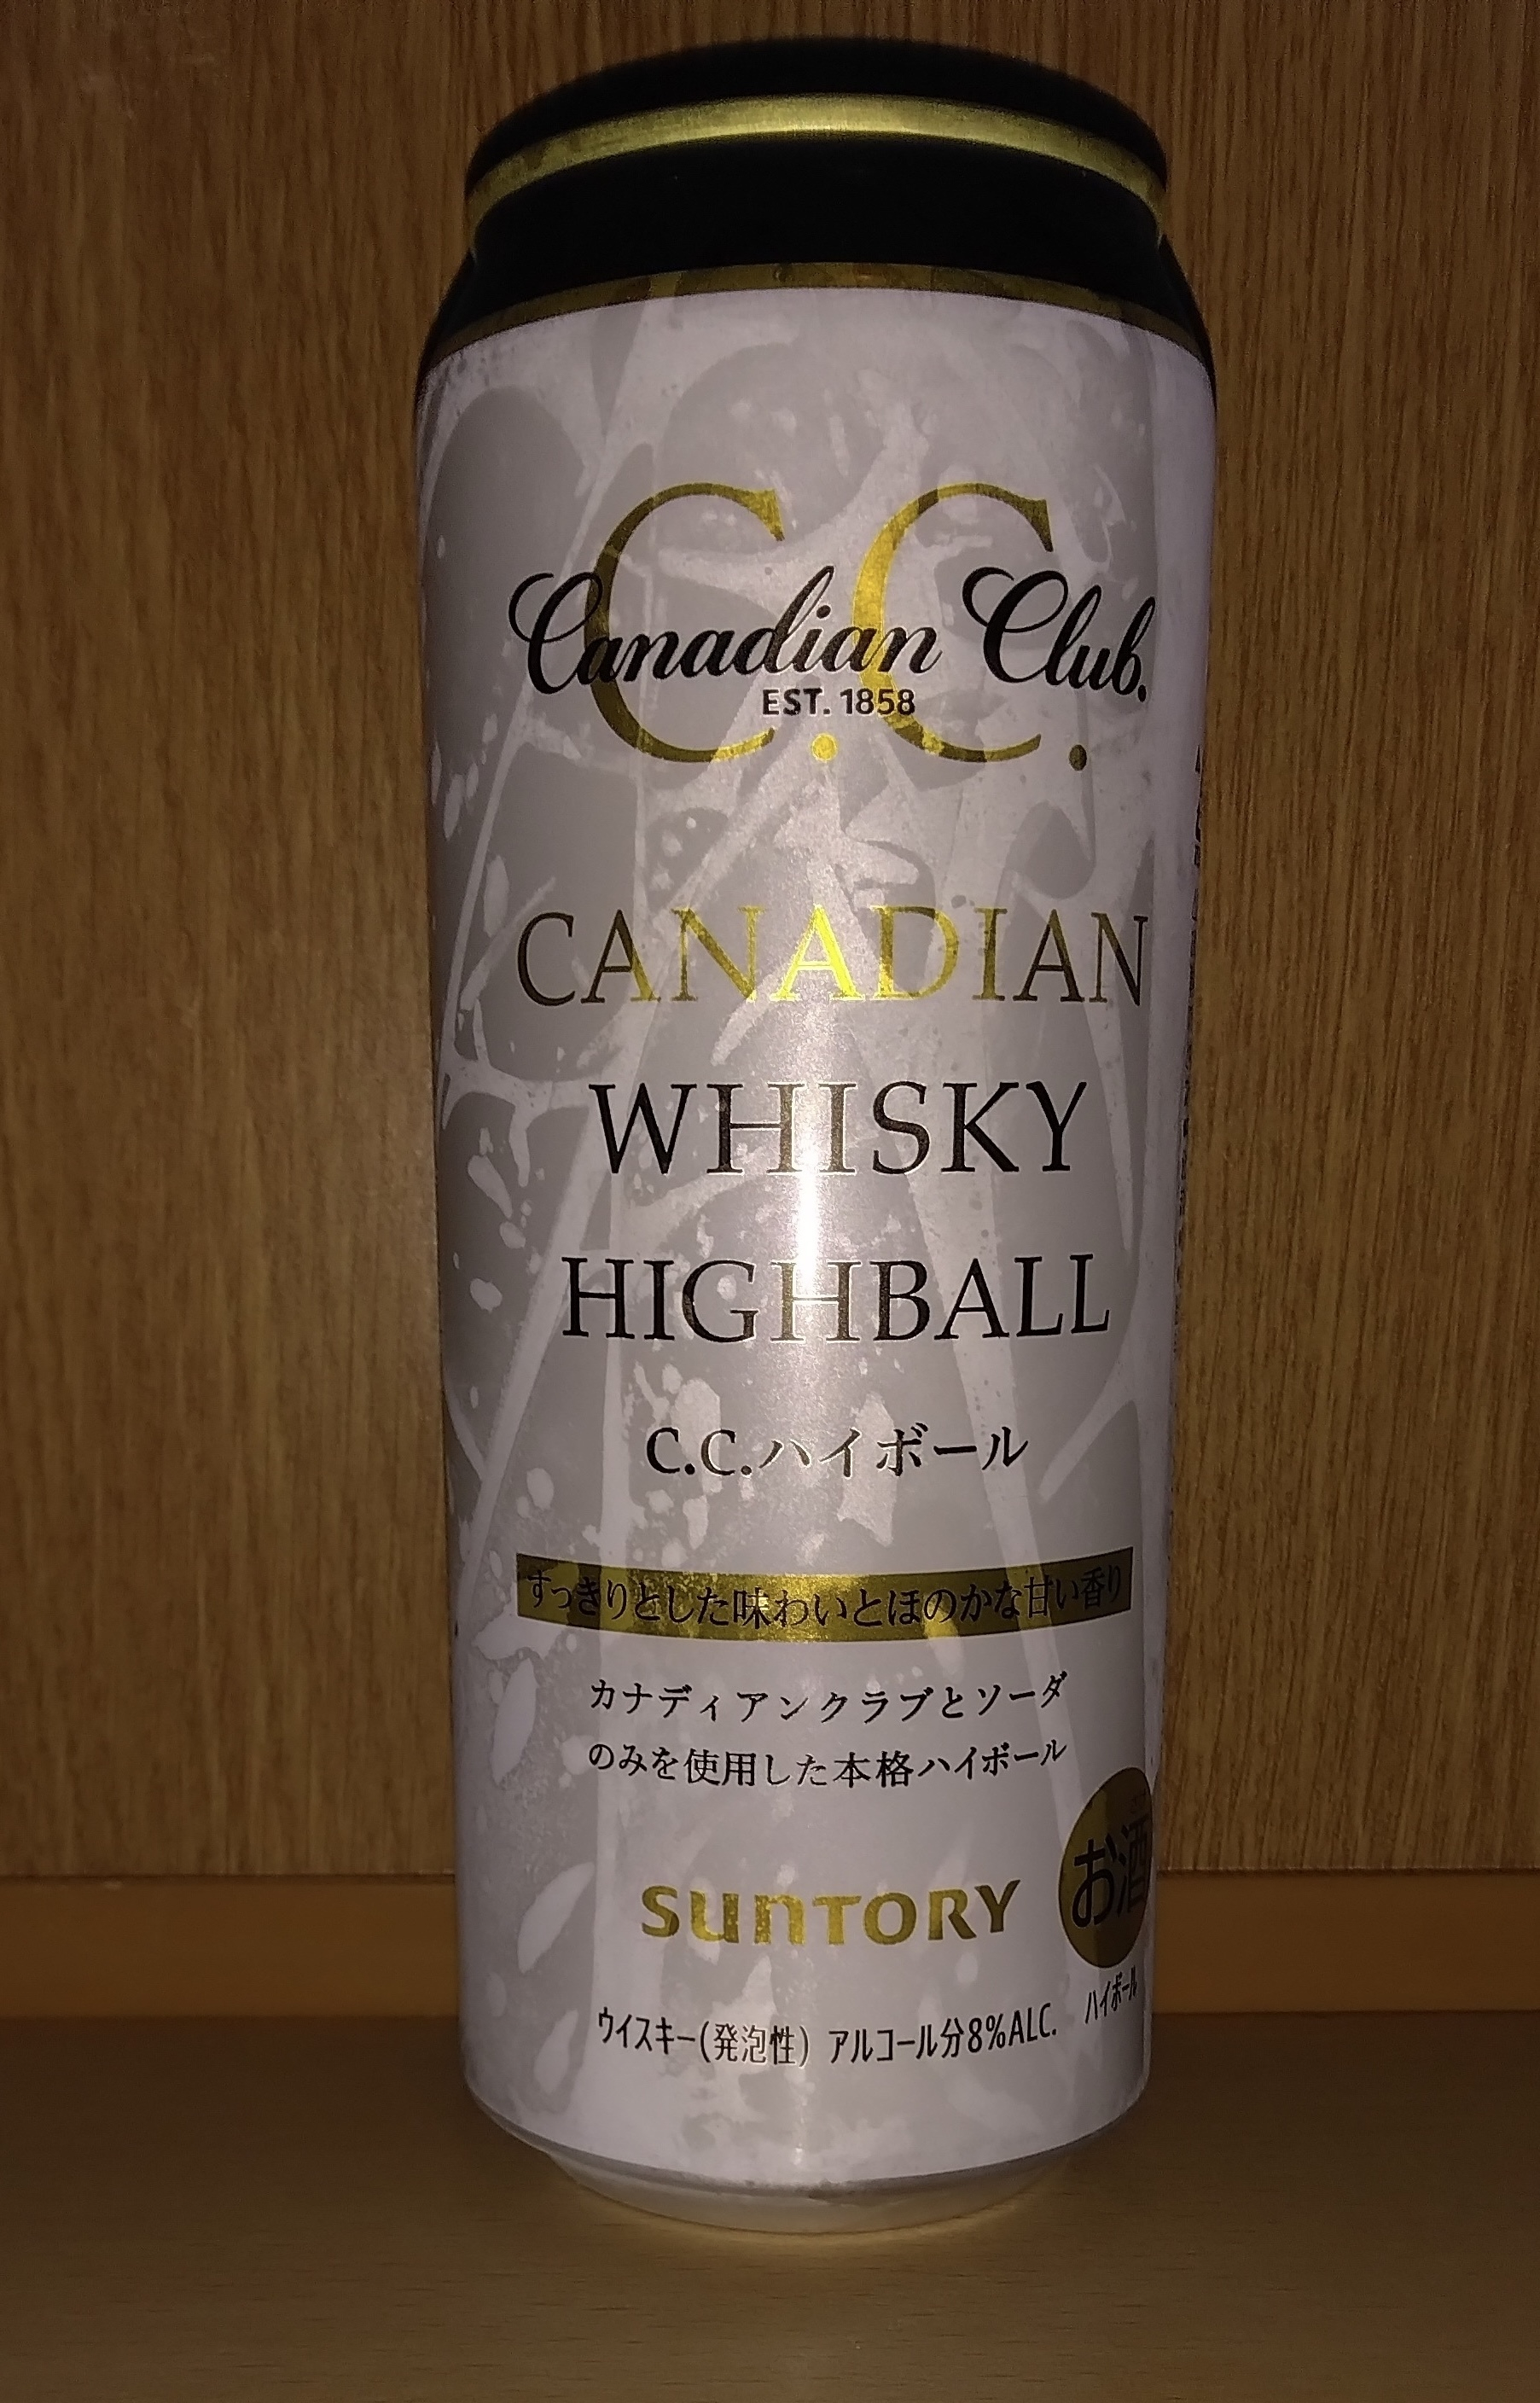 C.C.
Canadian Club.
EST. 1858
CANADIAN
WHISKY
HIGHBALL
C.C.ハイボール
すっきりとした味わいとほのかな甘い香り
カナディアンクラブとソーダ
のみを使用した本格ハイボール
SUNTORY
お酒
ハイボール
ウイスキー(発泡性) アルコール分8%ALC.